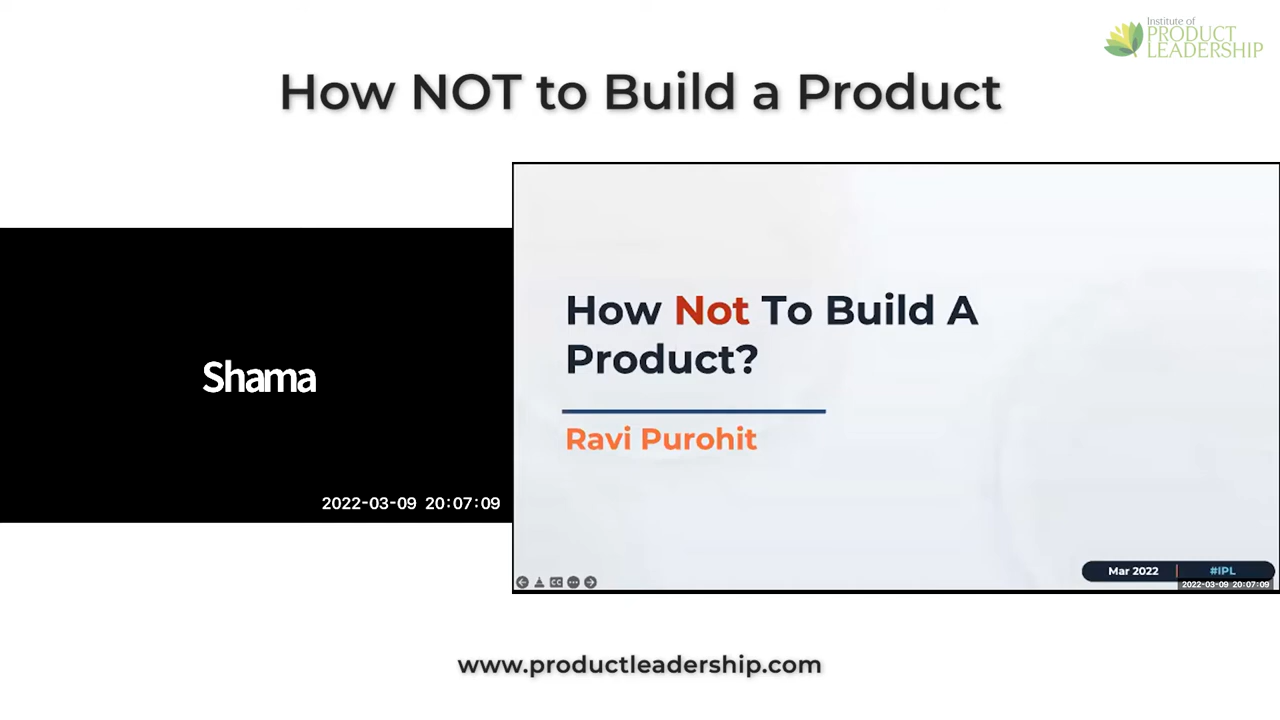 Institute of
PRODUCT
LEADERSHIP
How NOT to Build a Product
Shama
2022-03-09 20:07:09
How Not To Build A
Product?
Ravi Purohit
CC
Mar 2022
#IPL
2022-03-09 20:07:09
www.productleadership.com